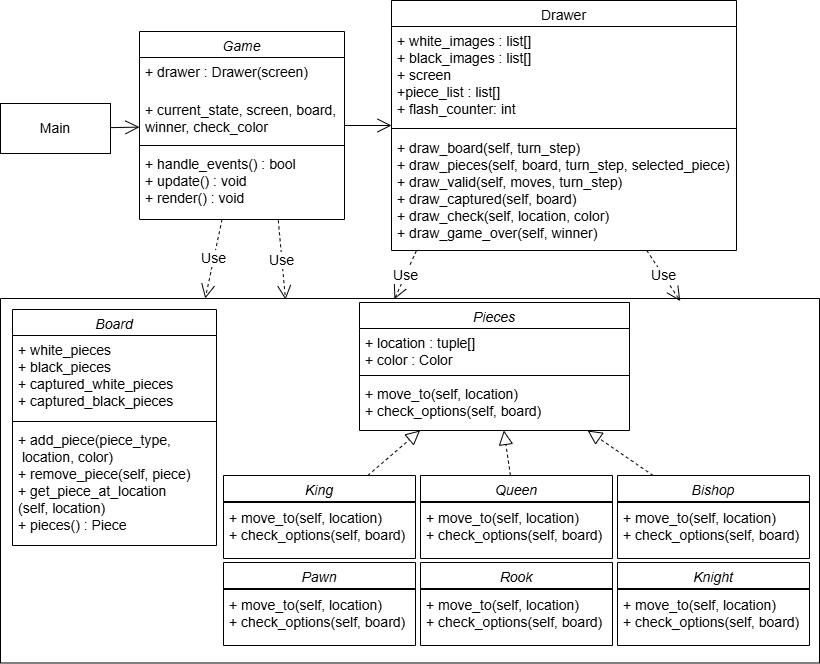 Main
Game
+ drawer : Drawer(screen)
+ current_state, screen, board,
winner, check_color
+ handle_events() : bool
+ update() : void
+ render() : void
Drawer
+ white_images : list[]
+ black_images : list[]
+ screen
+piece_list : list[]
+ flash_counter: int
+ draw_board(self, turn_step)
+ draw_pieces(self, board, turn_step, selected_piece)
+ draw_valid(self, moves, turn_step)
+ draw_captured(self, board)
+ draw_check(self, location, color)
+ draw_game_over(self, winner)
Use
Use
Use
Use
Board
+ white_pieces
+ black_pieces
+ captured_white_pieces
+ captured_black_pieces
+ add_piece(piece_type,
location, color)
+ remove_piece(self, piece)
+ get_piece_at_location
(self, location)
+ pieces() : Piece
Pieces
+ location : tuple[]
+ color : Color
+ move_to(self, location)
+ check_options(self, board)
King
+ move_to(self, location)
+ check_options(self, board)
Queen
+ move_to(self, location)
+ check_options(self, board)
Bishop
+ move_to(self, location)
+ check_options(self, board)
Pawn
+ move_to(self, location)
+ check_options(self, board)
Rook
+ move_to(self, location)
+ check_options(self, board)
Knight
+ move_to(self, location)
+ check_options(self, board)